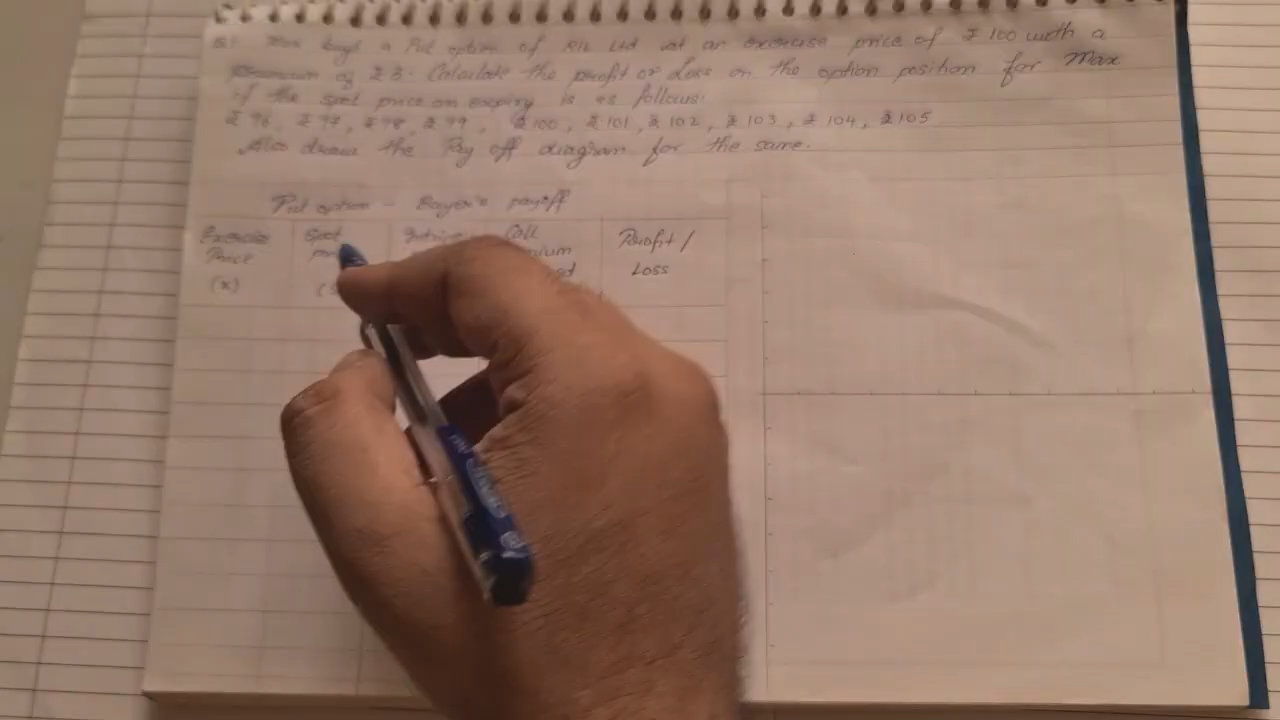 Max buys a Put option of RIL Ltd at an exercise price of ₹ 100 with a
premium of ₹ 3. Calculate the profit or Loss on the option position for Max
if the spot price on expiry is as follows:
₹ 96, ₹ 97, ₹ 98, ₹ 99, ₹ 100, ₹ 101, ₹ 102, ₹ 103, ₹ 104, ₹ 105
Also draw the Pay off diagram for the same.
Put option - Buyer's payoff
Exercise Spot Call Profit /
Price Loss
(x)